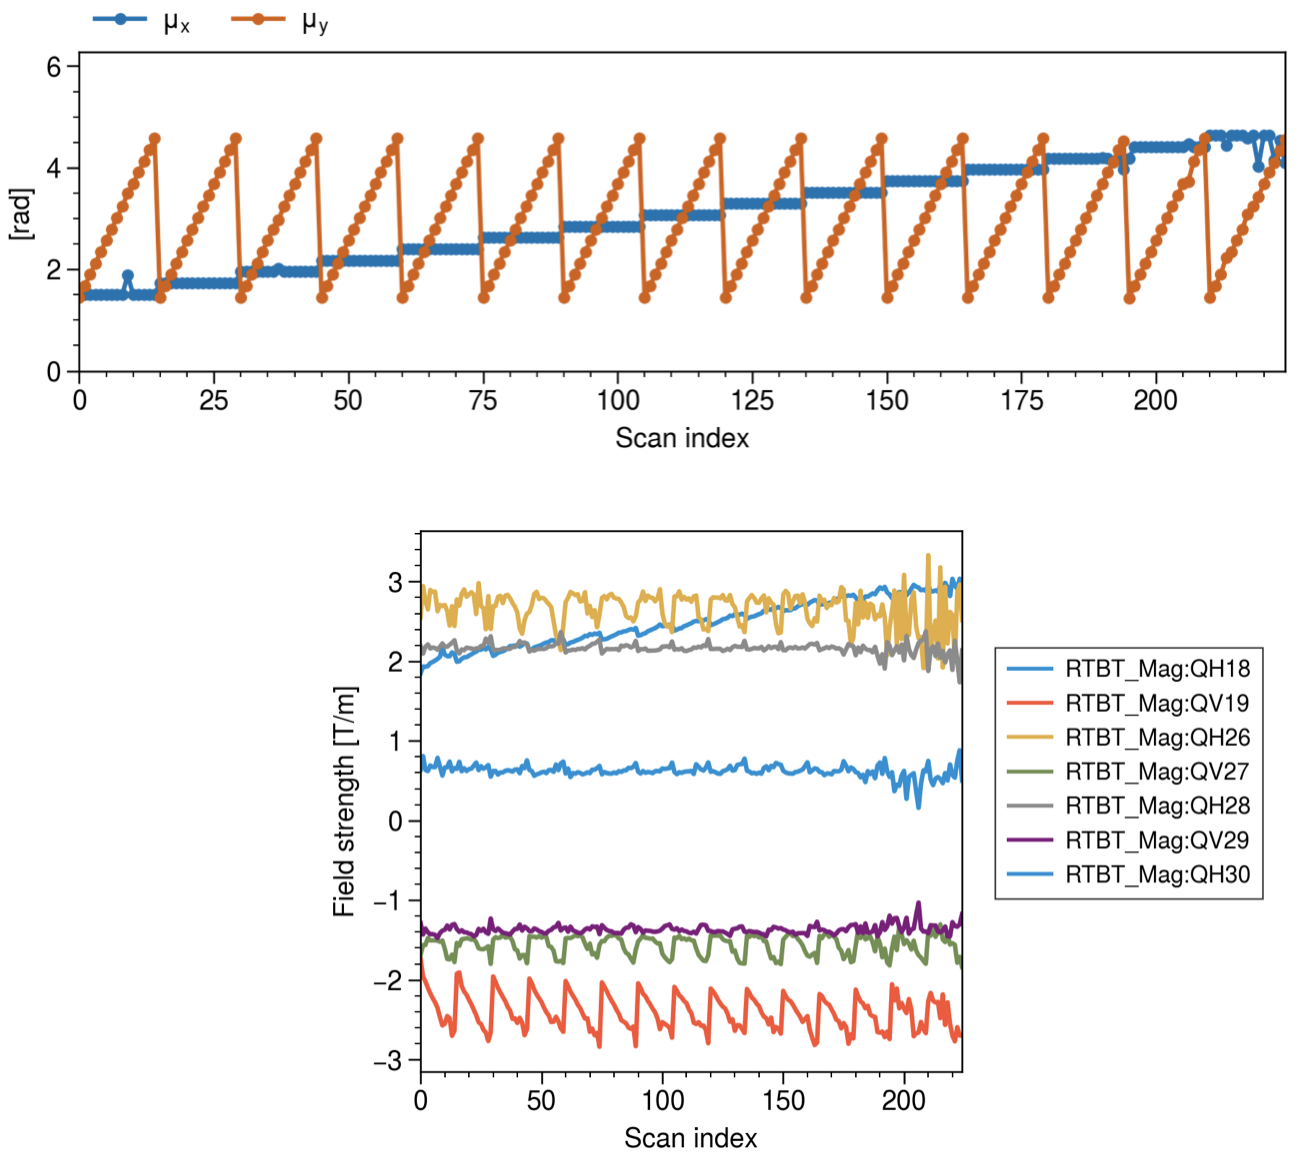 μx μy
6
4
2
0
[rad]
0 25 50 75 100 125 150 175 200
Scan index
3
2
1
0
−1
−2
−3
Field strength [T/m]
0 50 100 150 200
Scan index
RTBT_Mag:QH18
RTBT_Mag:QV19
RTBT_Mag:QH26
RTBT_Mag:QV27
RTBT_Mag:QH28
RTBT_Mag:QV29
RTBT_Mag:QH30